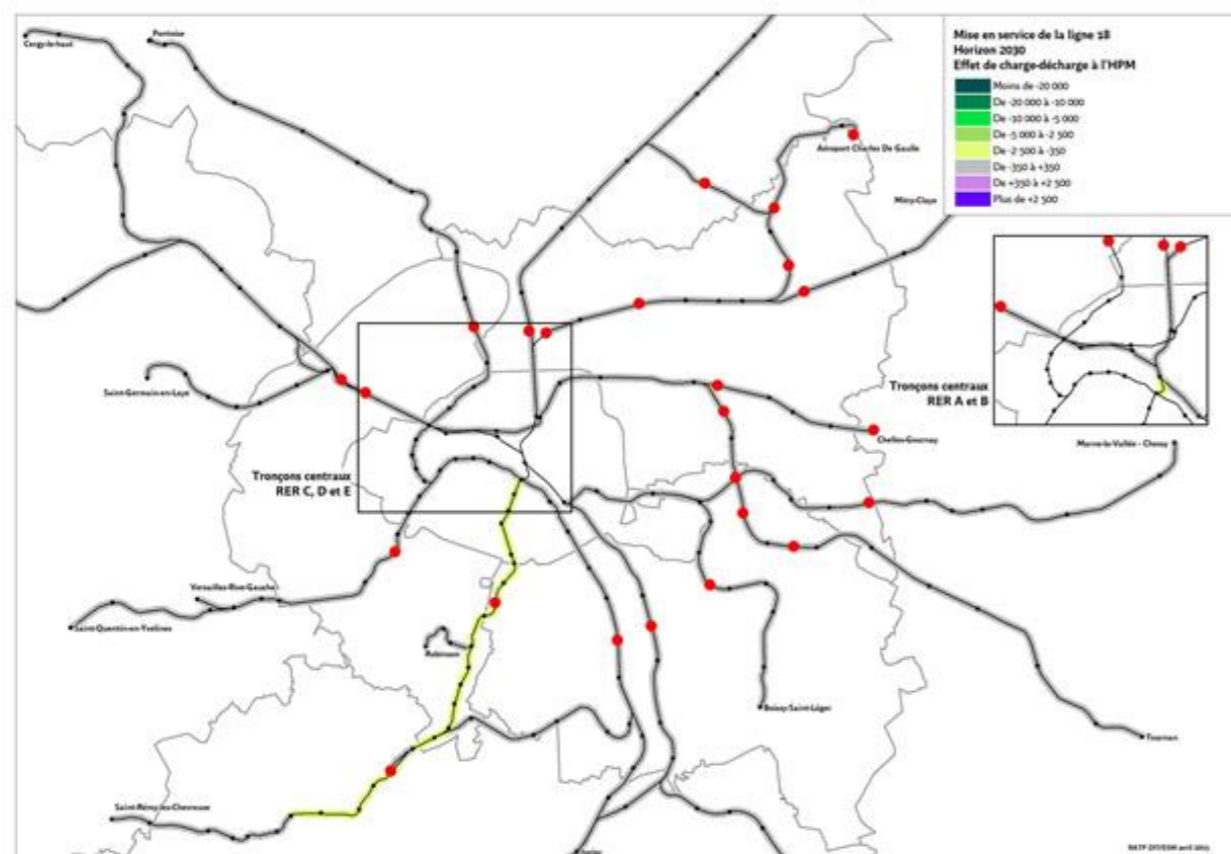 Cergy-le-haut
Pontoise
Mise en service de la ligne 18
Horizon 2030
Effet de charge-décharge à l'HPM
Moins de -20 000
De -20 000 à -10 000
De -10 000 à -5 000
De -5 000 à -2 500
De -2 500 à -350
De -350 à +350
De +350 à +2 500
Plus de +2 500
Aéroport Charles De Gaulle
Mitry-Claye
Saint-Germain-en-Laye
Tronçons centraux
RER A et B
Chelles-Gournay
Marne-la-Vallée - Chessy
Tronçons centraux
RER C, D et E
Versailles-Rive-Gauche
Saint-Quentin-en-Yvelines
Robinson
Boissy-Saint-Léger
Tournan
Saint-Rémy-les-Chevreuse